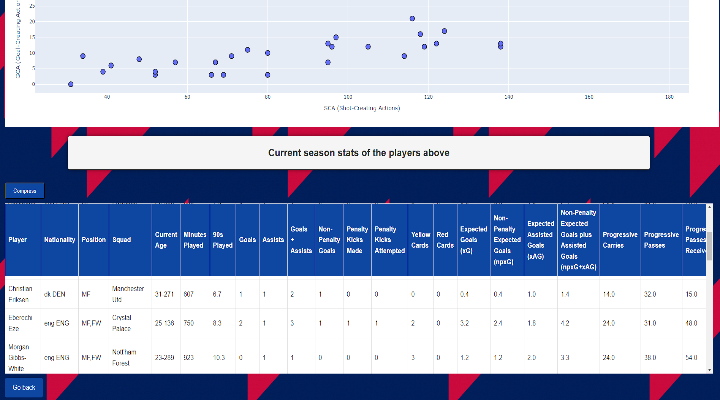 GCA (Goal-Creating Actions)
25
20
15
10
5
0
40
60
80
100
120
140
160
180
SCA (Shot-Creating Actions)
Current season stats of the players above
Compress
Player Nationality Position Squad Current Age Minutes Played 90s Played Goals Assists Goals + Assists Non-Penalty Goals Penalty Kicks Made Penalty Kicks Attempted Yellow Cards Red Cards Expected Goals (xG) Non-Penalty Expected Goals (npxG) Expected Assisted Goals (xAG) Non-Penalty Expected Goals plus Assisted Goals (npxG+xAG) Progressive Carries Progressive Passes Progres Passes Receive
Christian Eriksen dk DEN MF Manchester Utd 31-271 607 6.7 1 1 2 1 0 0 0 0 0.4 0.4 1.0 1.4 14.0 32.0 15.0
Eberechi Eze eng ENG MF,FW Crystal Palace 25-136 750 8.3 2 1 3 1 1 1 2 0 3.2 2.4 1.8 4.2 24.0 31.0 48.0
Morgan Gibbs-White eng ENG MF,FW Nottham Forest 23-289 923 10.3 0 1 1 0 0 0 3 0 1.2 1.2 2.0 3.3 24.0 38.0 54.0
Go back